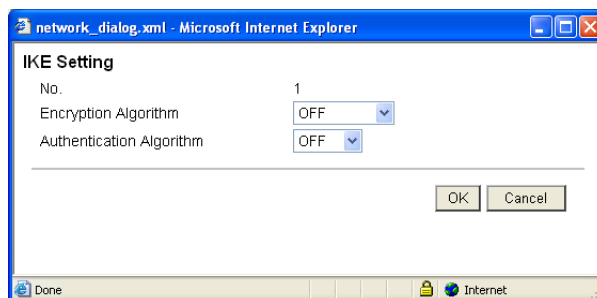 network_dialog.xml - Microsoft Internet Explorer
IKE Setting
No. 1
Encryption Algorithm OFF
Authentication Algorithm OFF
OK Cancel
Done Internet